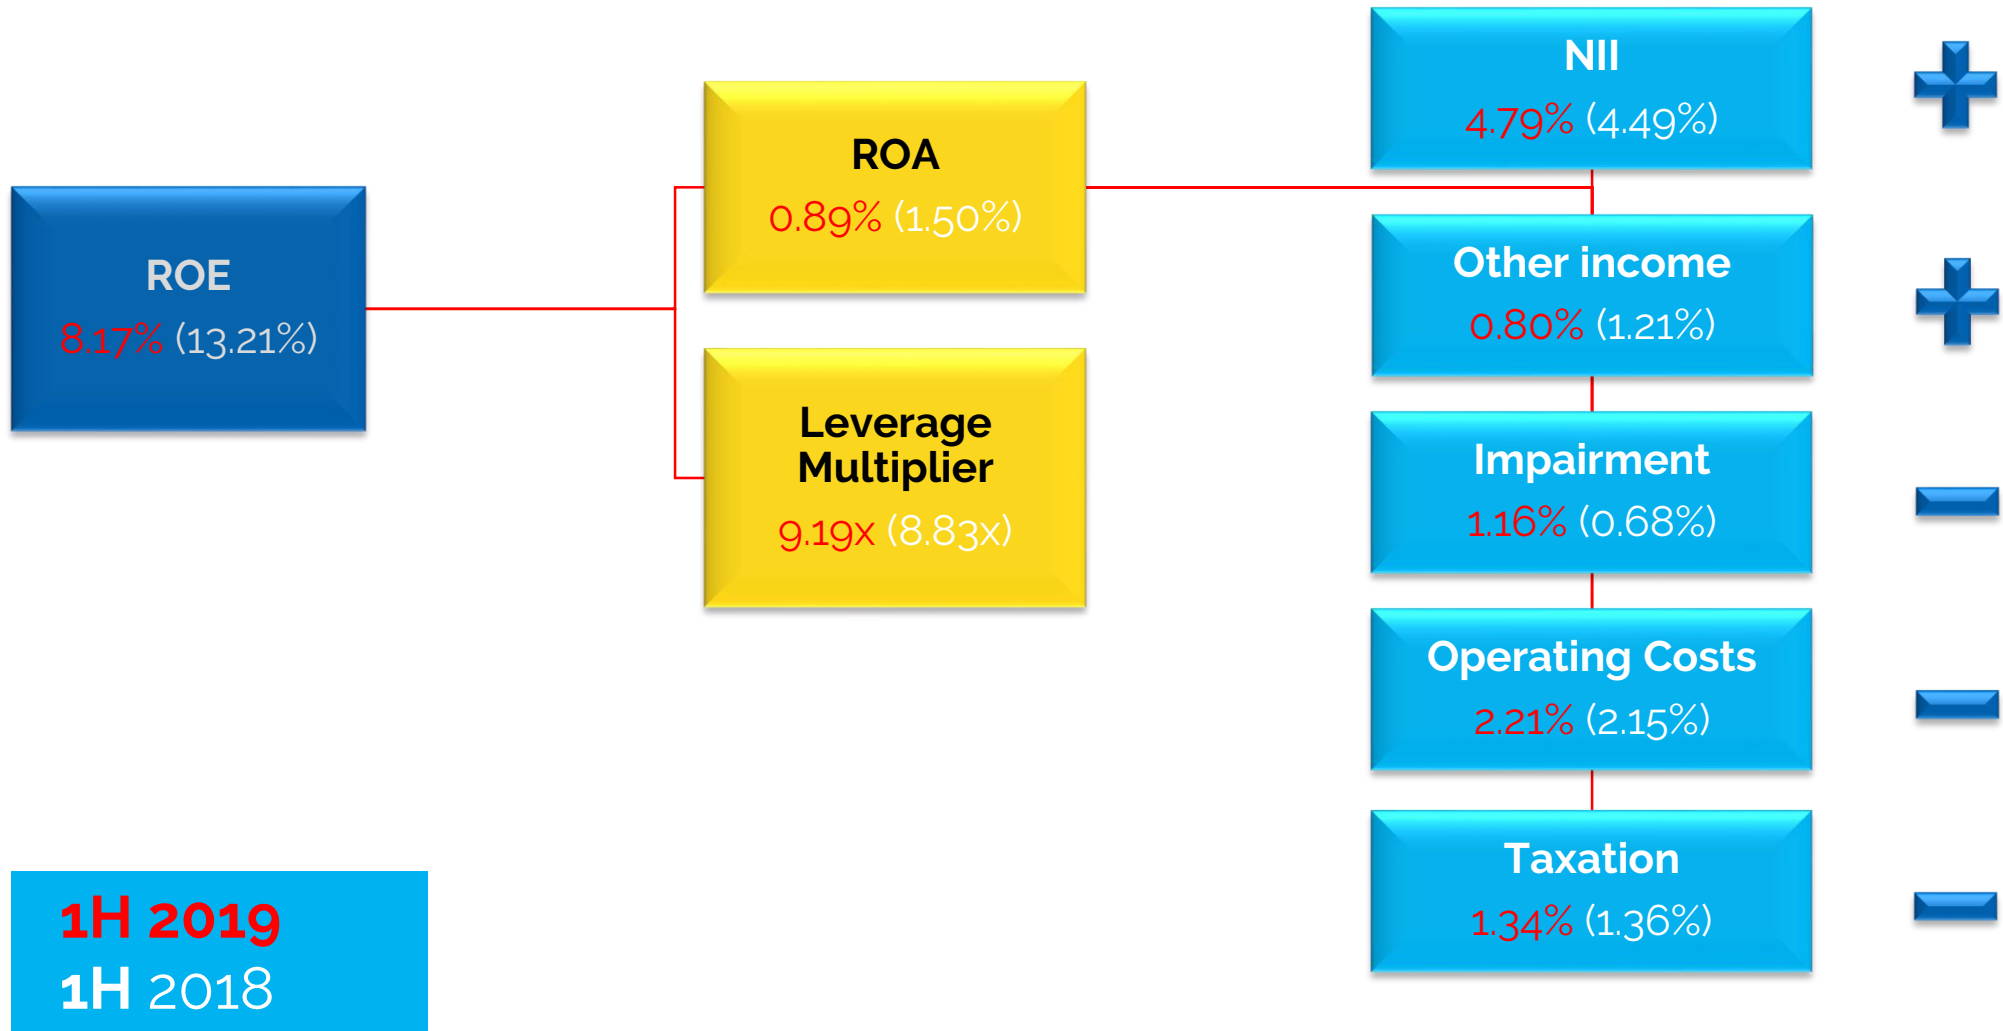 ROE
8.17% (13.21%)
ROA
0.89% (1.50%)
Leverage
Multiplier
9.19x (8.83x)
NII
4.79% (4.49%)
Other income
0.80% (1.21%)
Impairment
1.16% (0.68%)
Operating Costs
2.21% (2.15%)
Taxation
1.34% (1.36%)
1H 2019
1H 2018